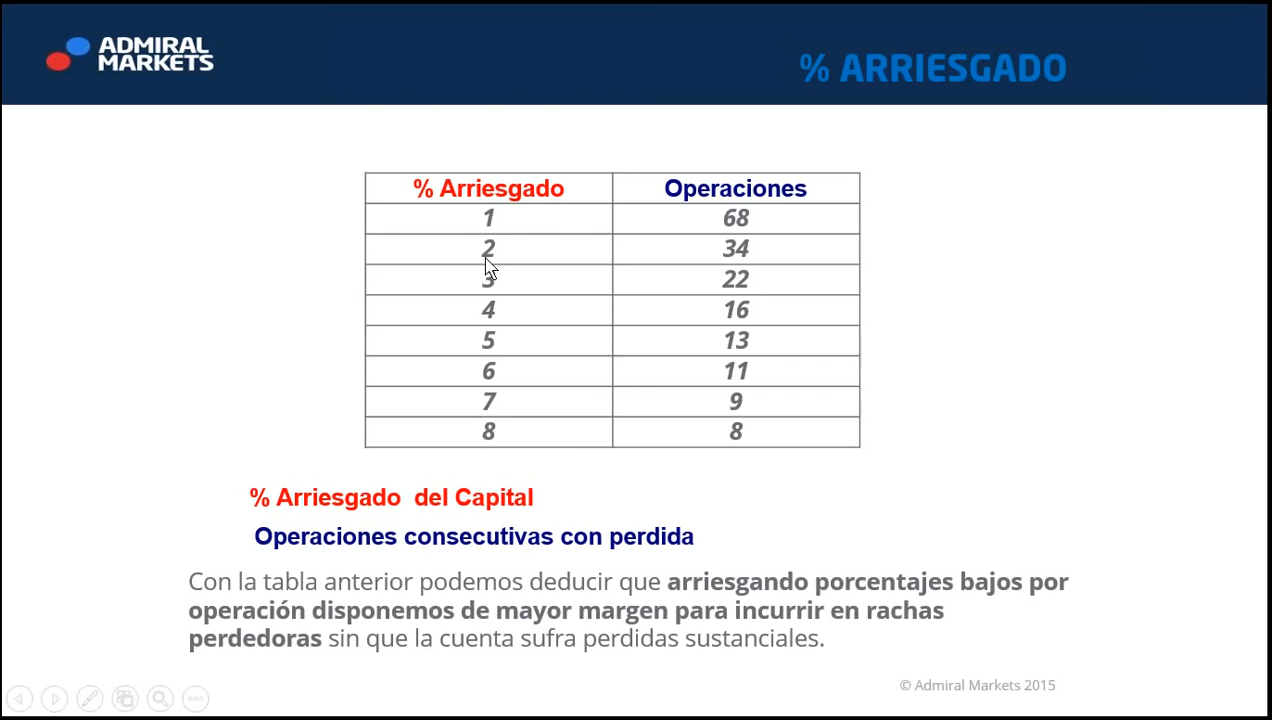 ADMIRAL
MARKETS
% ARRIESGADO
% Arriesgado Operaciones
1 68
2 34
3 22
4 16
5 13
6 11
7 9
8 8
% Arriesgado del Capital
Operaciones consecutivas con perdida
Con la tabla anterior podemos deducir que arriesgando porcentajes bajos por
operación disponemos de mayor margen para incurrir en rachas
perdedoras sin que la cuenta sufra perdidas sustanciales.
© Admiral Markets 2015